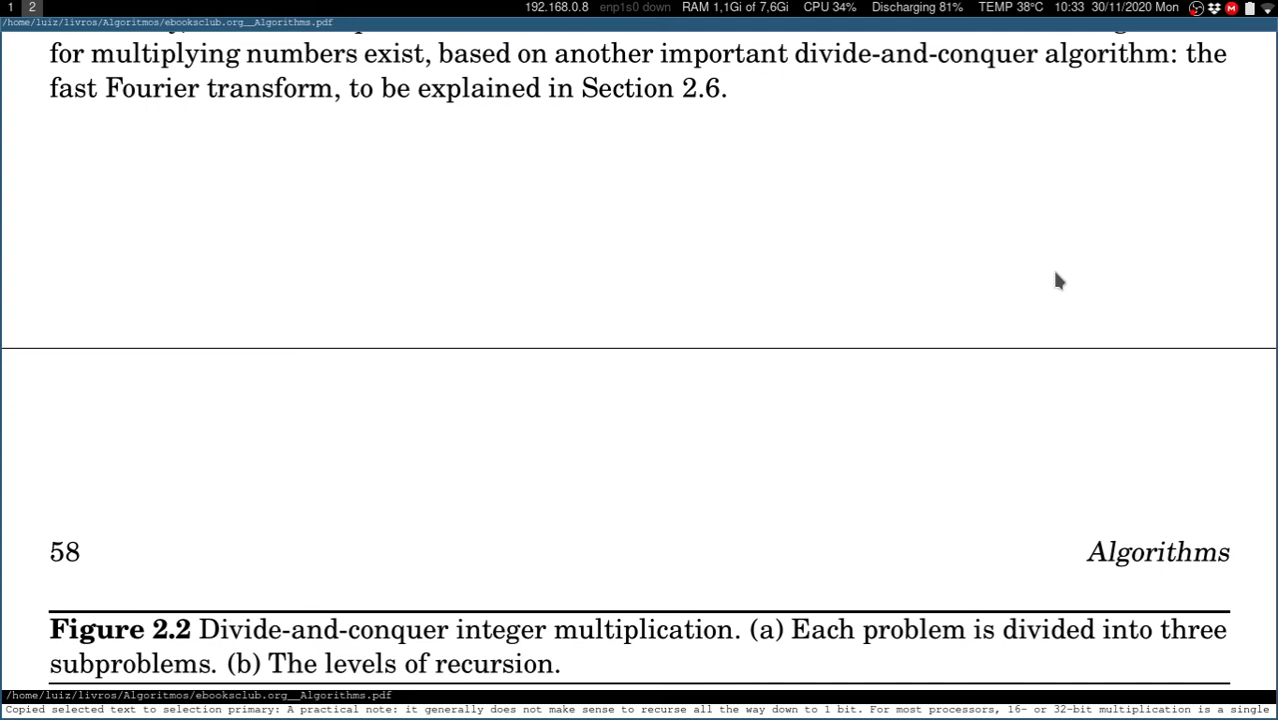 1 2 192.168.0.8 enp1s0 down RAM 1,1Gi of 7,6Gi CPU 34% Discharging 81% TEMP 38°C 10:33 30/11/2020 Mon
/home/luiz/livros/Algoritmos/ebooksclub.org__Algorithms.pdf
for multiplying numbers exist, based on another important divide-and-conquer algorithm: the
fast Fourier transform, to be explained in Section 2.6.
58 Algorithms
Figure 2.2 Divide-and-conquer integer multiplication. (a) Each problem is divided into three
subproblems. (b) The levels of recursion.
/home/luiz/livros/Algoritmos/ebooksclub.org__Algorithms.pdf
Copied selected text to selection primary: A practical note: it generally does not make sense to recurse all the way down to 1 bit. For most processors, 16- or 32-bit multiplication is a single